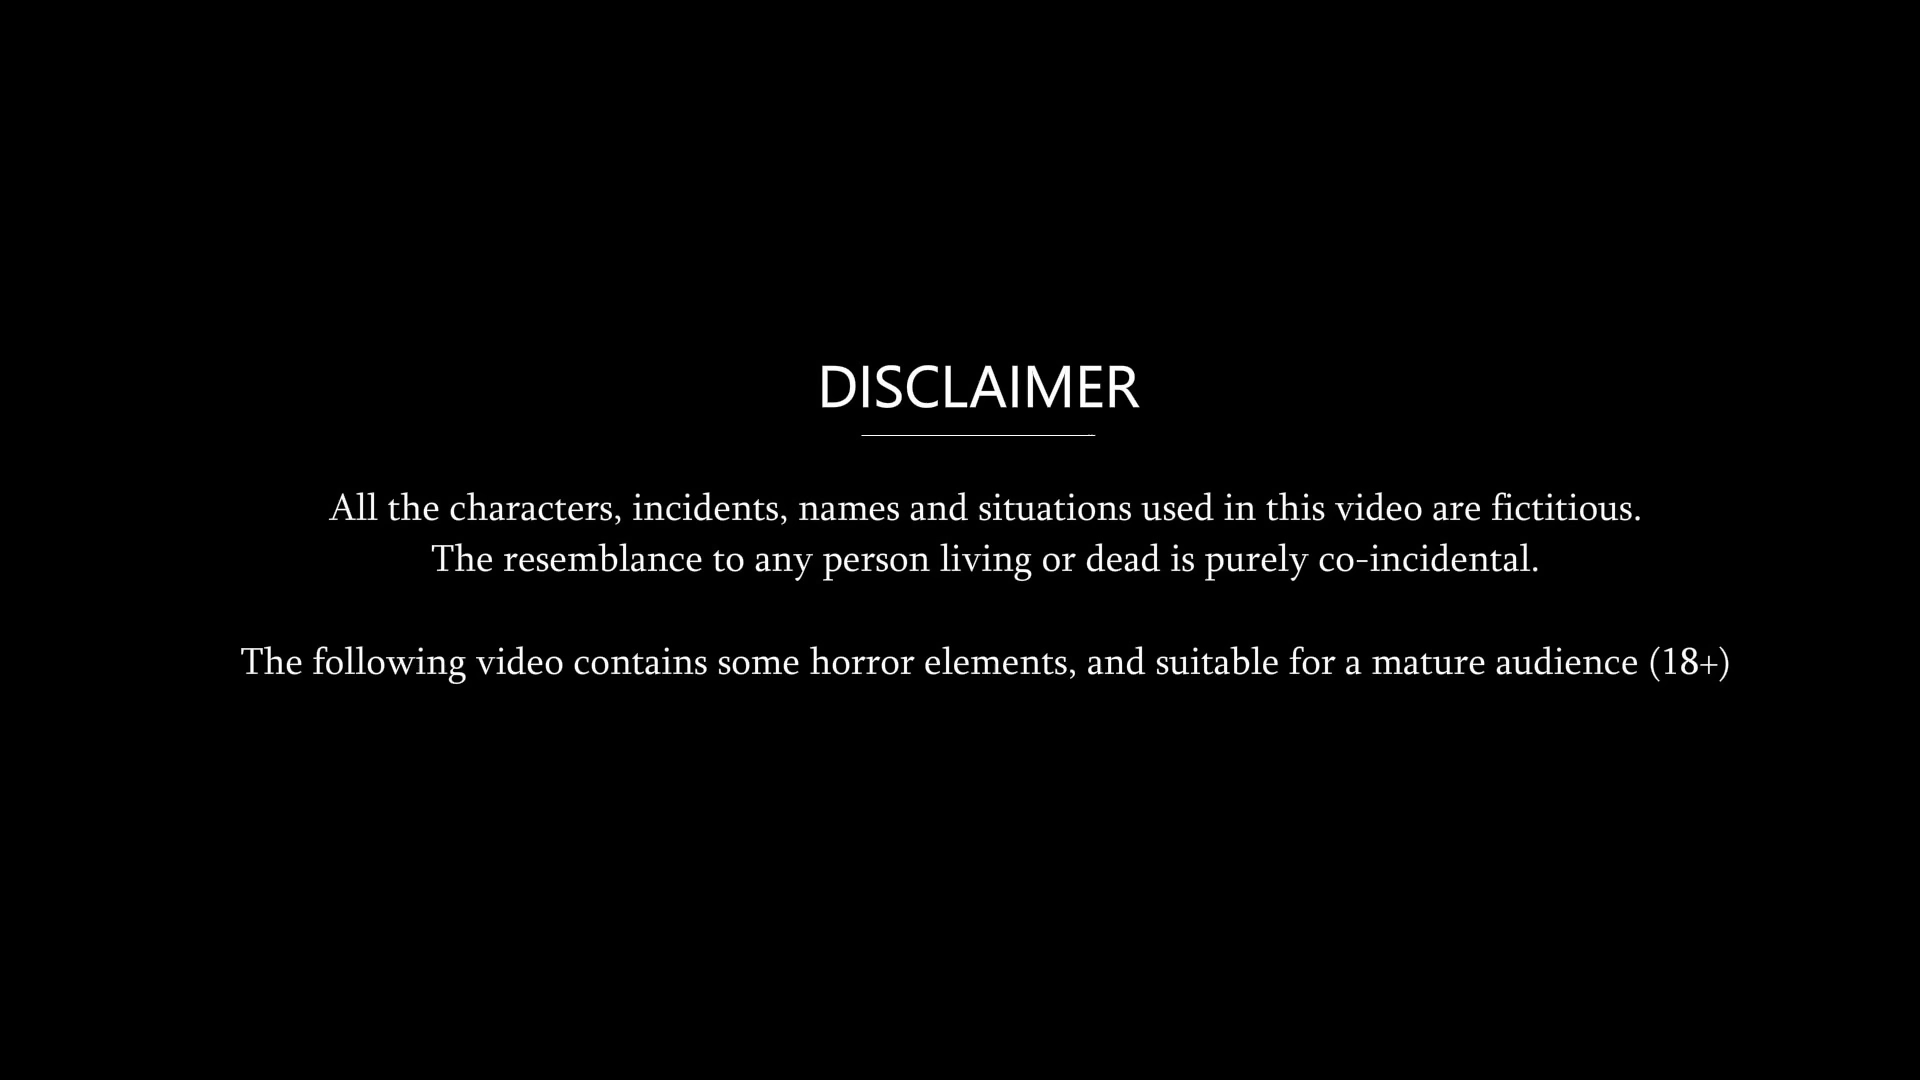 DISCLAIMER
All the characters, incidents, names and situations used in this video are fictitious.
The resemblance to any person living or dead is purely co-incidental.
The following video contains some horror elements, and suitable for a mature audience (18+)